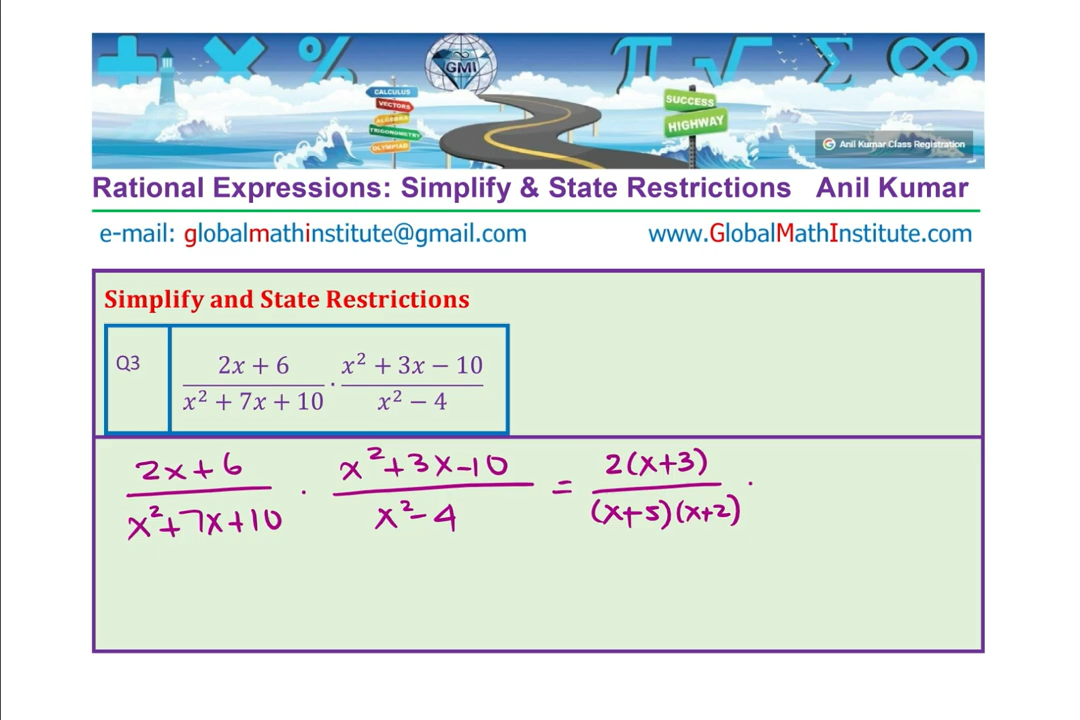 GMI
CALCULUS
VECTORS
ALGEBRA
TRIGONOMETRY
OLYMPIAD
SUCCESS
HIGHWAY
Anil Kumar Class Registration
Rational Expressions: Simplify & State Restrictions Anil Kumar
e-mail: globalmathinstitute@gmail.com www.GlobalMathInstitute.com
Simplify and State Restrictions
Q3 (2x + 6)/(x² + 7x + 10) · (x² + 3x − 10)/(x² − 4)
(2x+6)/(x²+7x+10) · (x²+3x-10)/(x²-4) = 2(x+3)/((x+5)(x+2)) ·